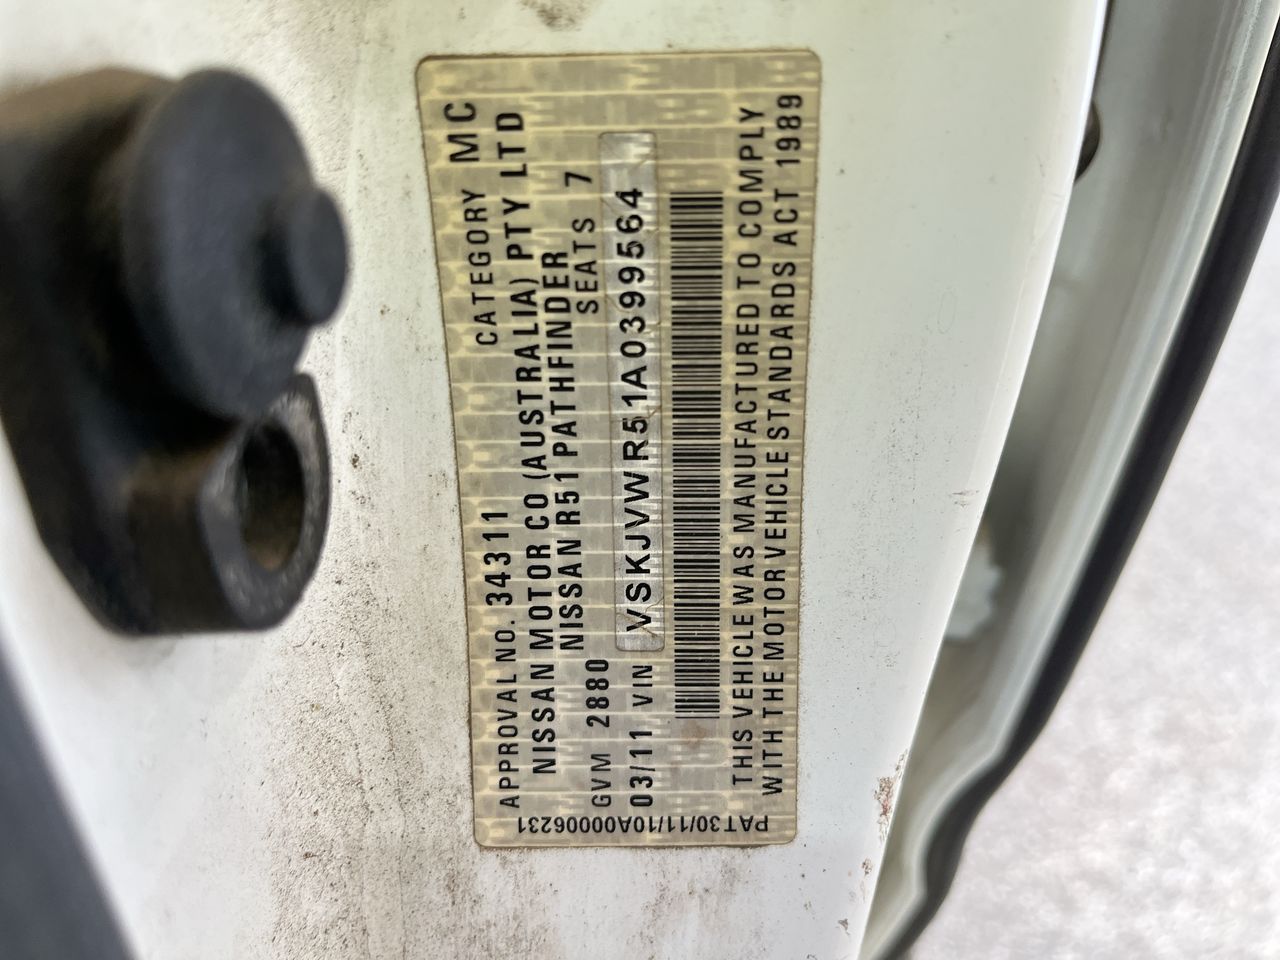 APPROVAL NO. 34311 CATEGORY MC
NISSAN MOTOR CO (AUSTRALIA) PTY LTD
NISSAN R51 PATHFINDER
GVM 2880 SEATS 7
03/11 VIN VSKJVWR51A0399564
THIS VEHICLE WAS MANUFACTURED TO COMPLY
WITH THE MOTOR VEHICLE STANDARDS ACT 1989
PAT30/11/10A00006231